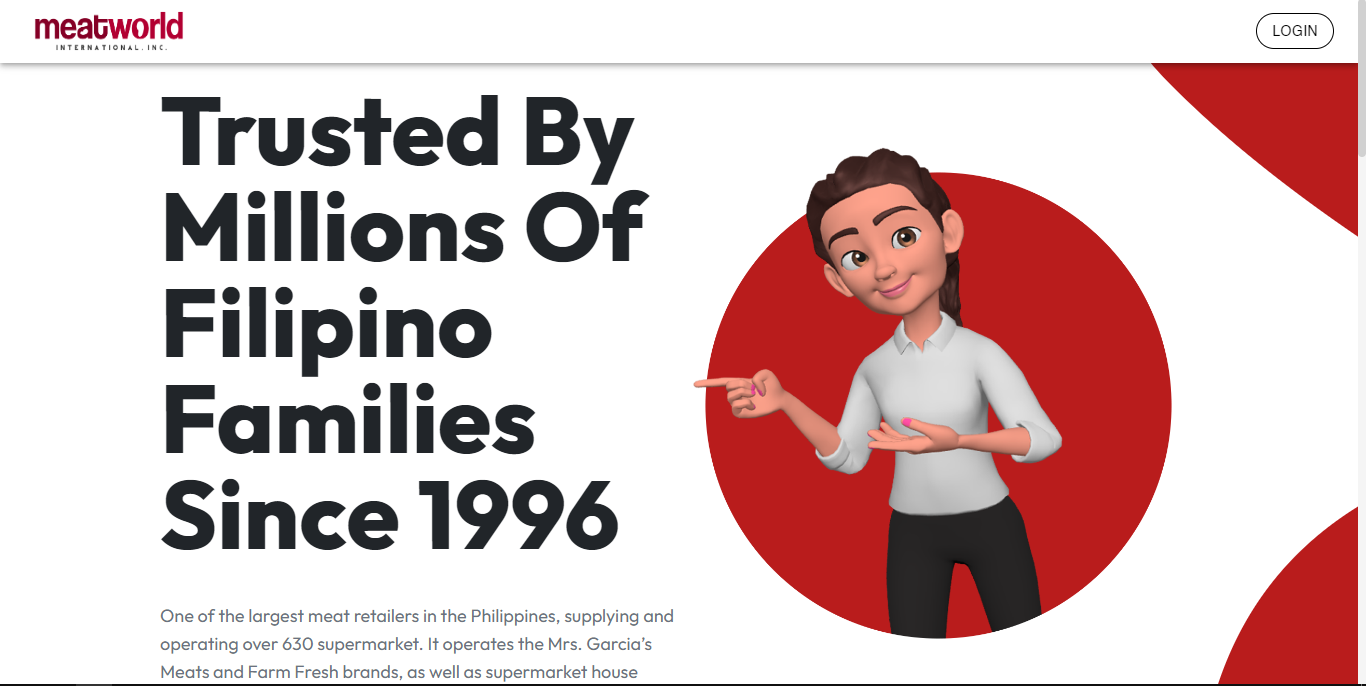 meatworld
INTERNATIONAL, INC.
LOGIN
Trusted By
Millions Of
Filipino
Families
Since 1996
One of the largest meat retailers in the Philippines, supplying and
operating over 630 supermarket. It operates the Mrs. Garcia’s
Meats and Farm Fresh brands, as well as supermarket house